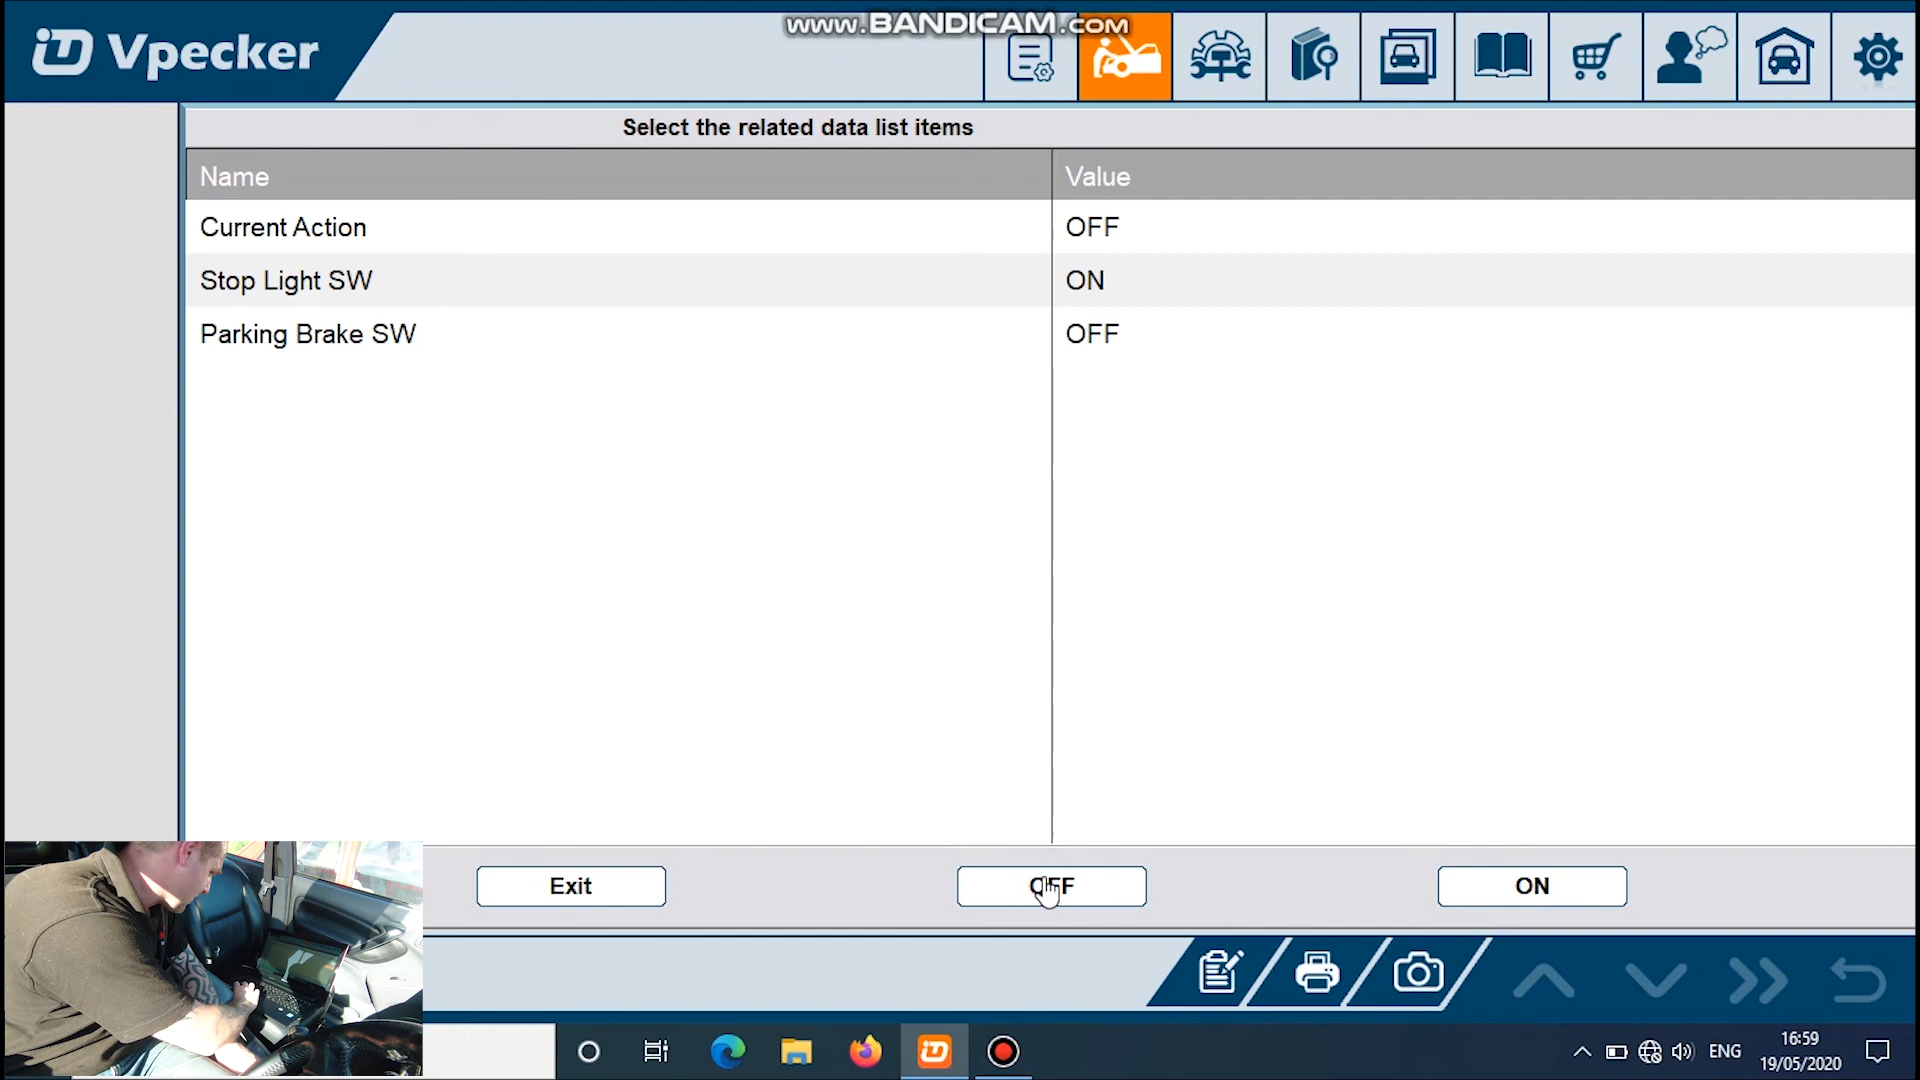 www.BANDICAM.com
Vpecker
Select the related data list items
Name Value
Current Action OFF
Stop Light SW ON
Parking Brake SW OFF
Exit OFF ON
ENG 16:59
19/05/2020